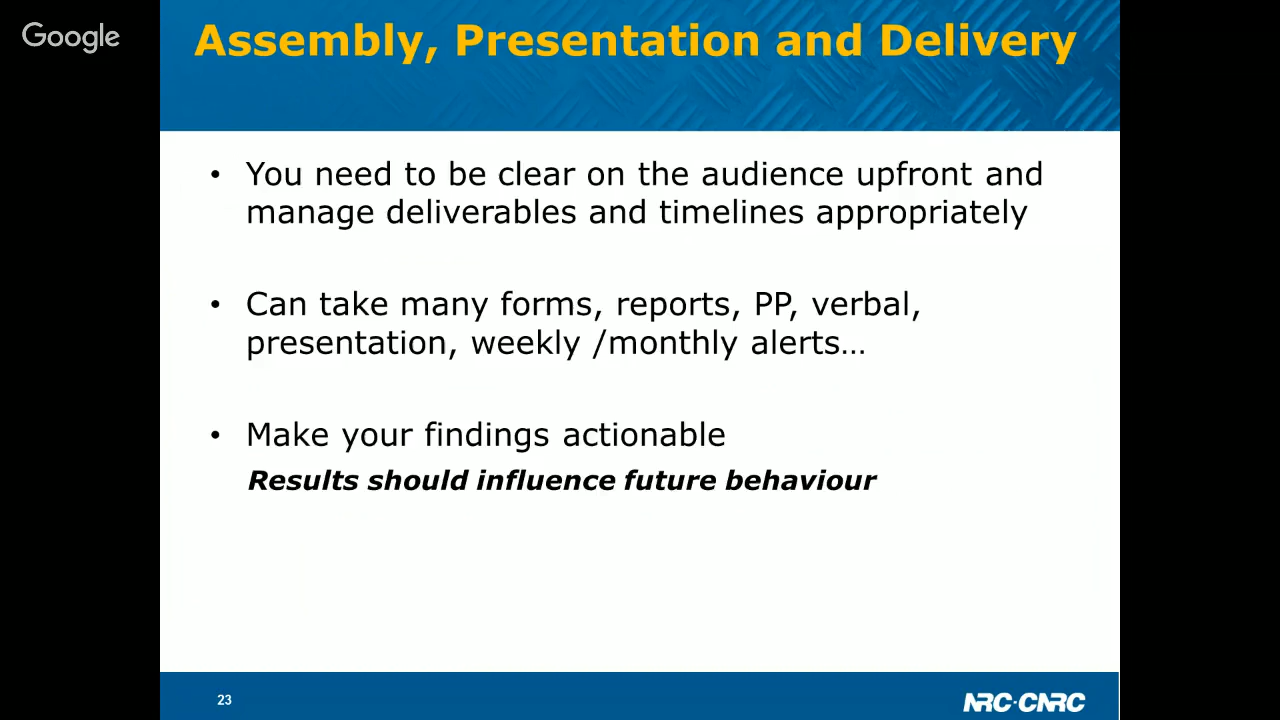 Google
Assembly, Presentation and Delivery
• You need to be clear on the audience upfront and
manage deliverables and timelines appropriately
• Can take many forms, reports, PP, verbal,
presentation, weekly /monthly alerts…
• Make your findings actionable
Results should influence future behaviour
23
NRC·CNRC